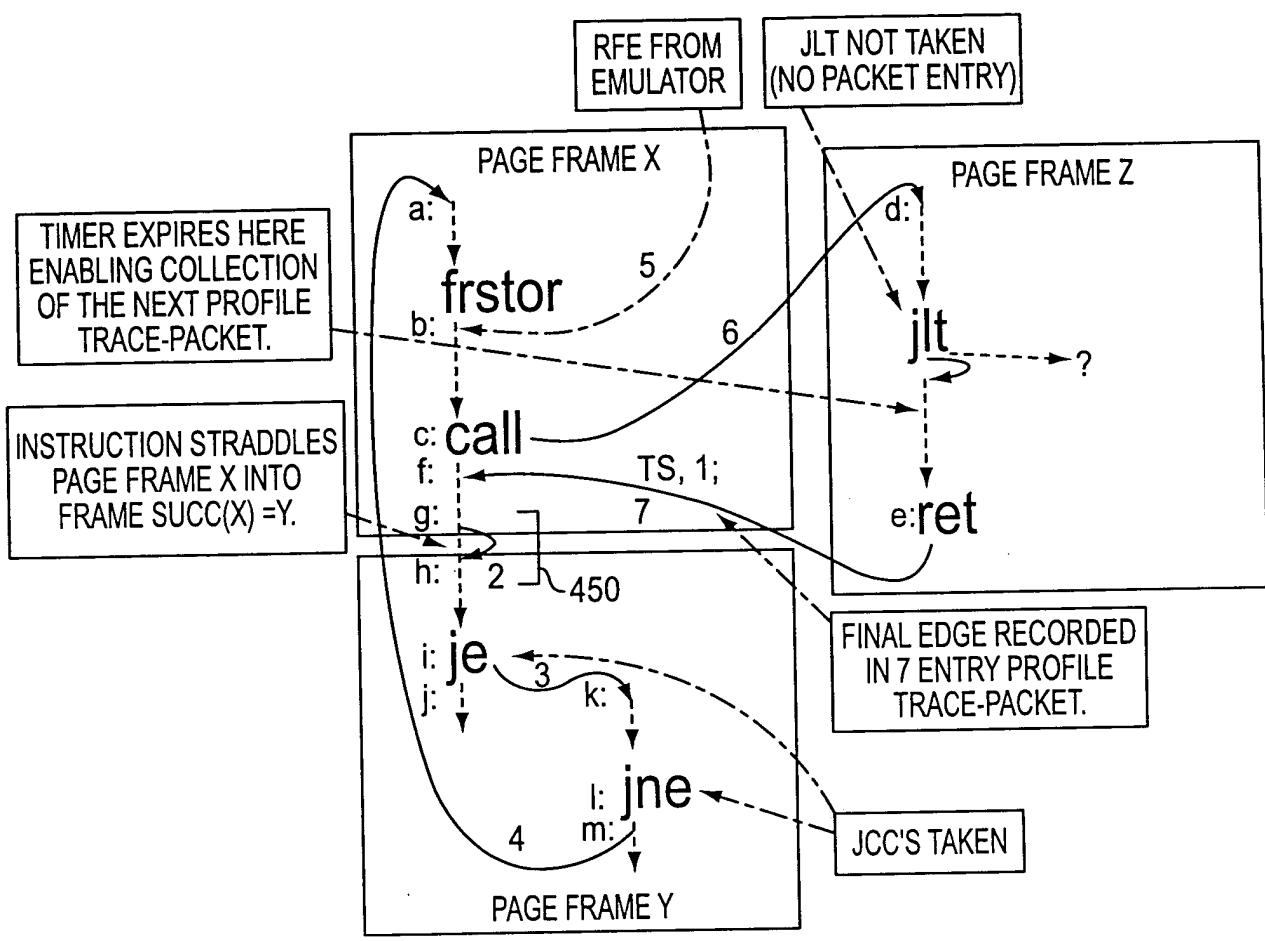 RFE FROM
EMULATOR
JLT NOT TAKEN
(NO PACKET ENTRY)
PAGE FRAME X
PAGE FRAME Z
a:
d:
TIMER EXPIRES HERE
ENABLING COLLECTION
OF THE NEXT PROFILE
TRACE-PACKET.
5
frstor
b:
6
jlt
?
INSTRUCTION STRADDLES
PAGE FRAME X INTO
FRAME SUCC(X) =Y.
c: call
f:
TS, 1;
7
g:
e: ret
h:
2
450
FINAL EDGE RECORDED
IN 7 ENTRY PROFILE
TRACE-PACKET.
i: je
3
j:
k:
l: jne
m:
4
JCC'S TAKEN
PAGE FRAME Y